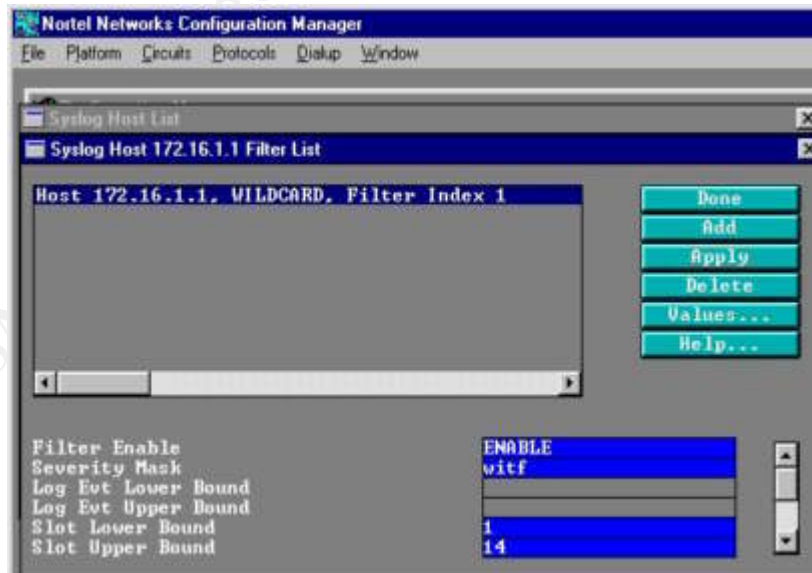 Nortel Networks Configuration Manager
File Platform Circuits Protocols Dialup Window
Syslog Host List
Syslog Host 172.16.1.1 Filter List
Host 172.16.1.1, WILDCARD, Filter Index 1
Done
Add
Apply
Delete
Values...
Help...
Filter Enable ENABLE
Severity Mask witf
Log Evt Lower Bound
Log Evt Upper Bound
Slot Lower Bound 1
Slot Upper Bound 14